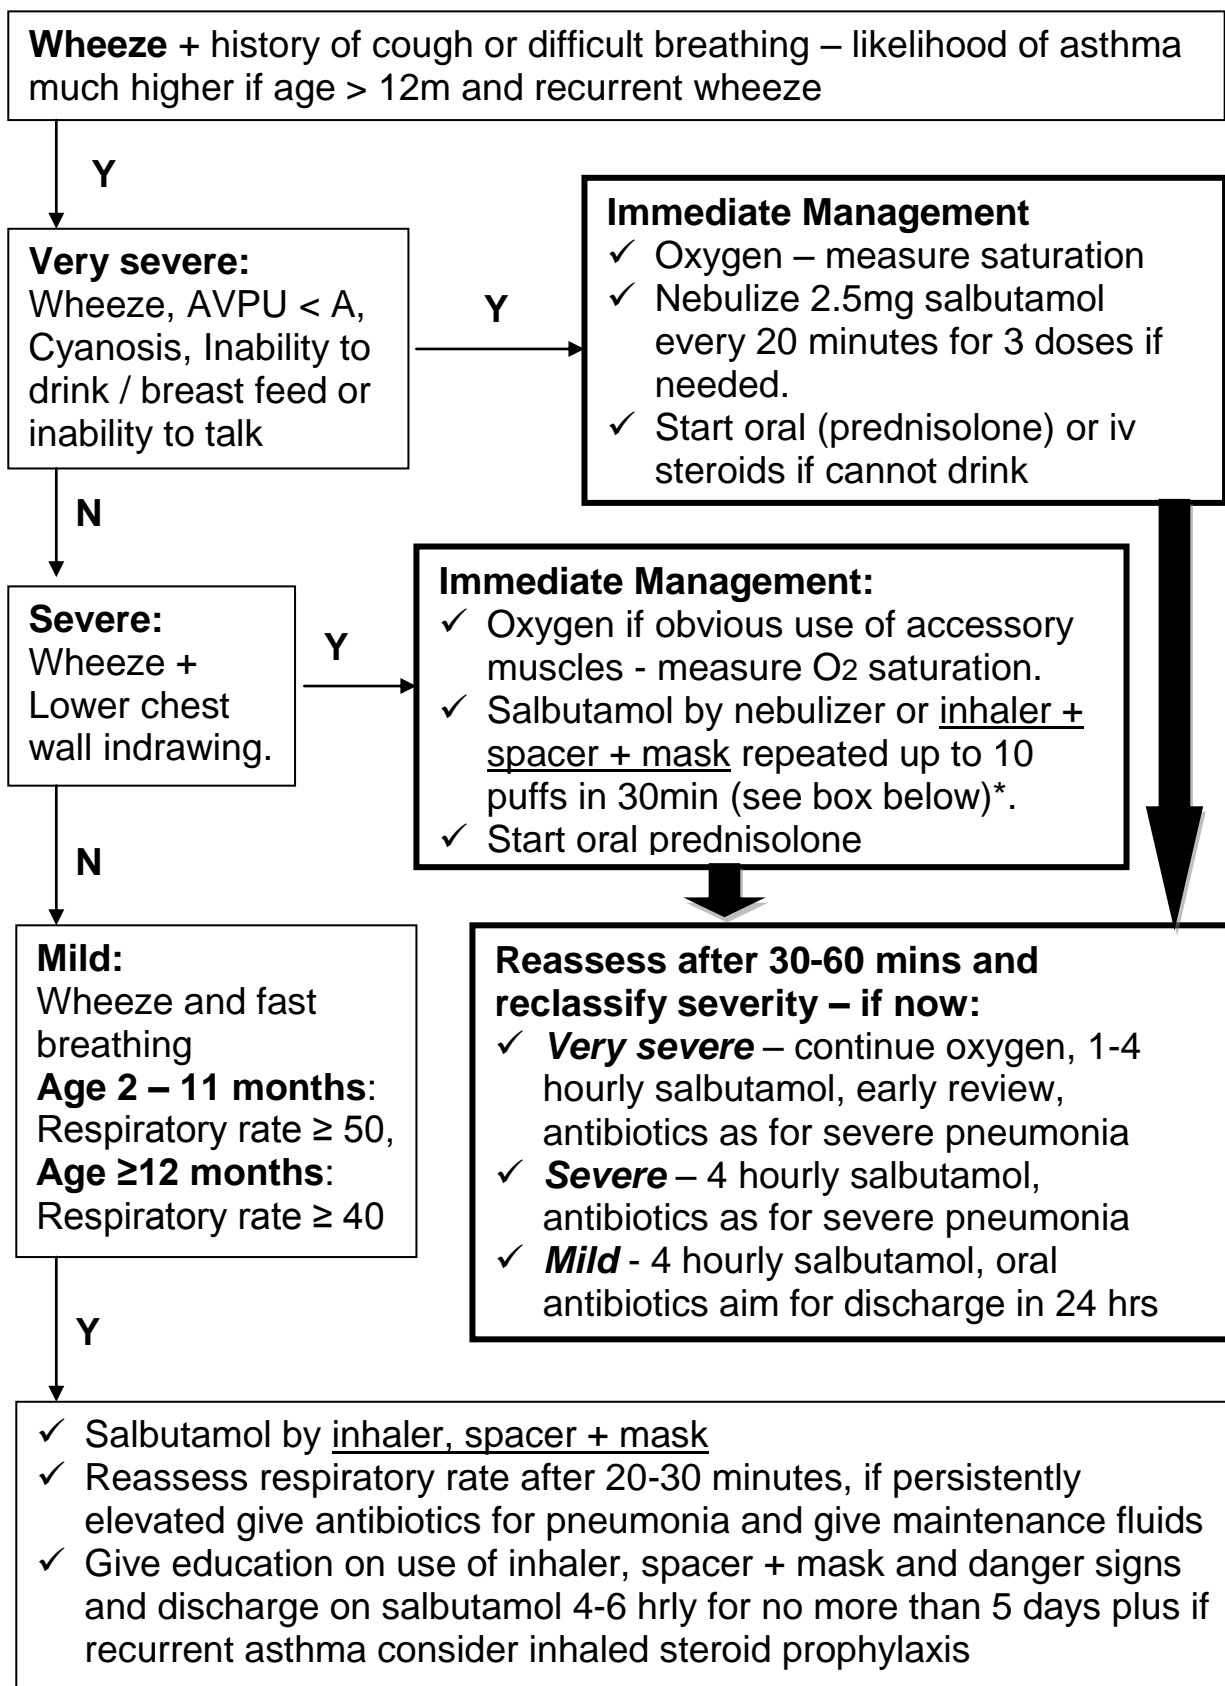 Wheeze + history of cough or difficult breathing – likelihood of asthma
much higher if age > 12m and recurrent wheeze
Y
Very severe:
Wheeze, AVPU < A,
Cyanosis, Inability to
drink / breast feed or
inability to talk
Y
Immediate Management
✓ Oxygen – measure saturation
✓ Nebulize 2.5mg salbutamol
every 20 minutes for 3 doses if
needed.
✓ Start oral (prednisolone) or iv
steroids if cannot drink
N
Severe:
Wheeze +
Lower chest
wall indrawing.
Y
Immediate Management:
✓ Oxygen if obvious use of accessory
muscles - measure O2 saturation.
✓ Salbutamol by nebulizer or inhaler +
spacer + mask repeated up to 10
puffs in 30min (see box below)*.
✓ Start oral prednisolone
N
Mild:
Wheeze and fast
breathing
Age 2 – 11 months:
Respiratory rate ≥ 50,
Age ≥12 months:
Respiratory rate ≥ 40
Reassess after 30-60 mins and
reclassify severity – if now:
✓ Very severe – continue oxygen, 1-4
hourly salbutamol, early review,
antibiotics as for severe pneumonia
✓ Severe – 4 hourly salbutamol,
antibiotics as for severe pneumonia
✓ Mild - 4 hourly salbutamol, oral
antibiotics aim for discharge in 24 hrs
Y
✓ Salbutamol by inhaler, spacer + mask
✓ Reassess respiratory rate after 20-30 minutes, if persistently
elevated give antibiotics for pneumonia and give maintenance fluids
✓ Give education on use of inhaler, spacer + mask and danger signs
and discharge on salbutamol 4-6 hrly for no more than 5 days plus if
recurrent asthma consider inhaled steroid prophylaxis